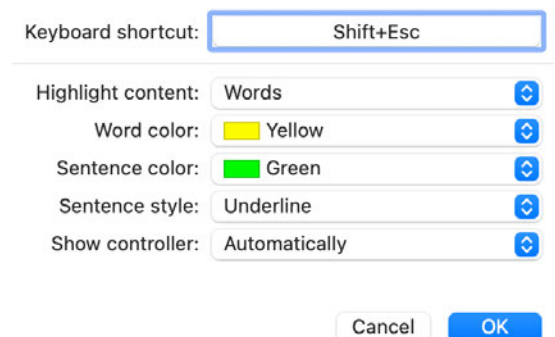 Keyboard shortcut: Shift+Esc
Highlight content: Words
Word color: Yellow
Sentence color: Green
Sentence style: Underline
Show controller: Automatically
Cancel OK